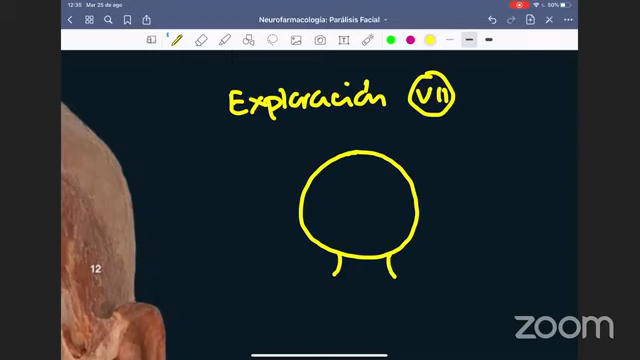 12:35 Mar 25 de ago
50%
Neurofarmacología: Parálisis Facial
Exploración VII
12
zoom